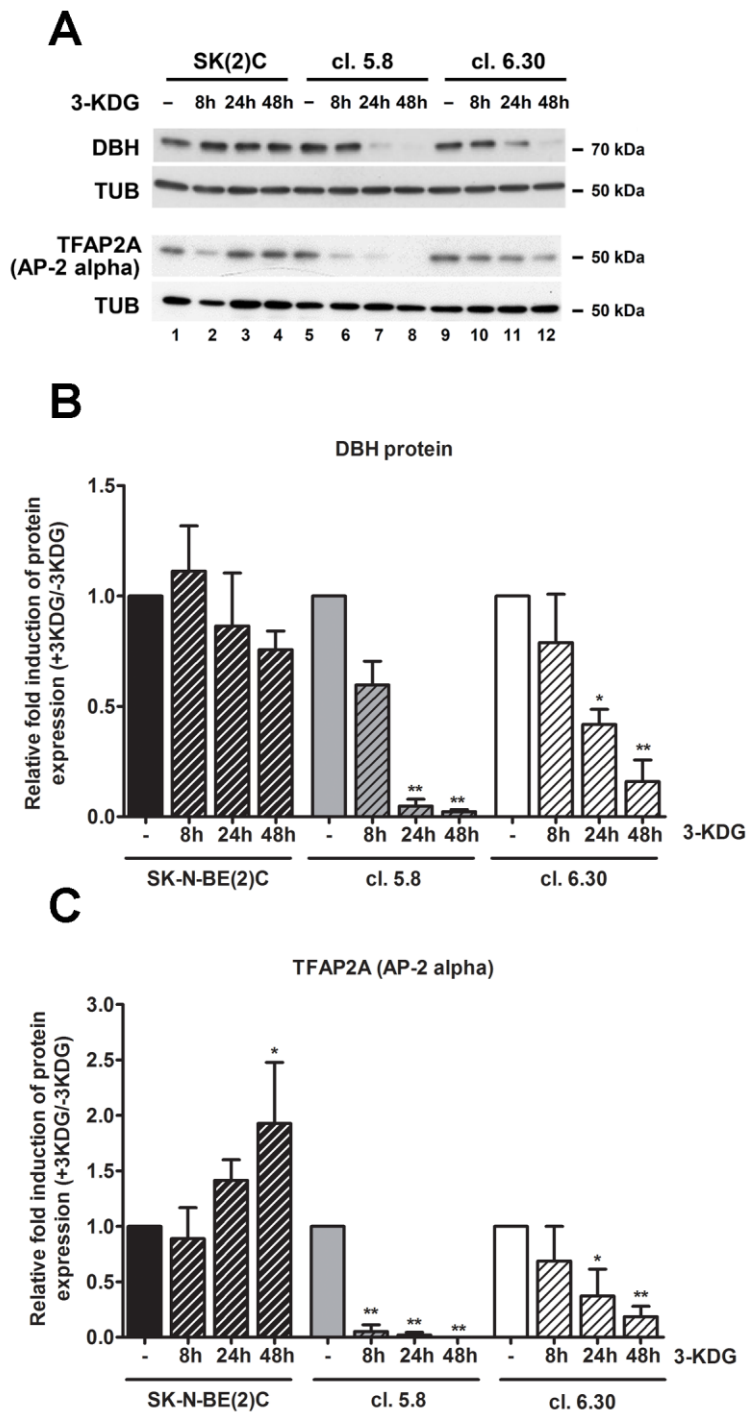 A
SK(2)C cl. 5.8 cl. 6.30
3-KDG – 8h 24h 48h – 8h 24h 48h – 8h 24h 48h
DBH – 70 kDa
TUB – 50 kDa
TFAP2A
(AP-2 alpha) – 50 kDa
TUB – 50 kDa
1 2 3 4 5 6 7 8 9 10 11 12
B
DBH protein
Relative fold induction of protein
expression (+3KDG/-3KDG)
1.5
1.0
0.5
0.0
** ** * **
- 8h 24h 48h - 8h 24h 48h - 8h 24h 48h 3-KDG
SK-N-BE(2)C cl. 5.8 cl. 6.30
C
TFAP2A (AP-2 alpha)
Relative fold induction of protein
expression (+3KDG/-3KDG)
3.0
2.5
2.0
1.5
1.0
0.5
0.0
* ** ** ** * **
- 8h 24h 48h - 8h 24h 48h - 8h 24h 48h 3-KDG
SK-N-BE(2)C cl. 5.8 cl. 6.30